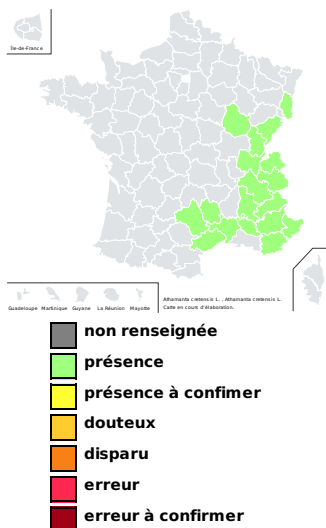 Île-de-France
Guadeloupe Martinique Guyane La Réunion Mayotte
Athamanta cretensis L. , Athamanta cretensis L.
Carte en cours d'élaboration.
non renseignée
présence
présence à confimer
douteux
disparu
erreur
erreur à confirmer